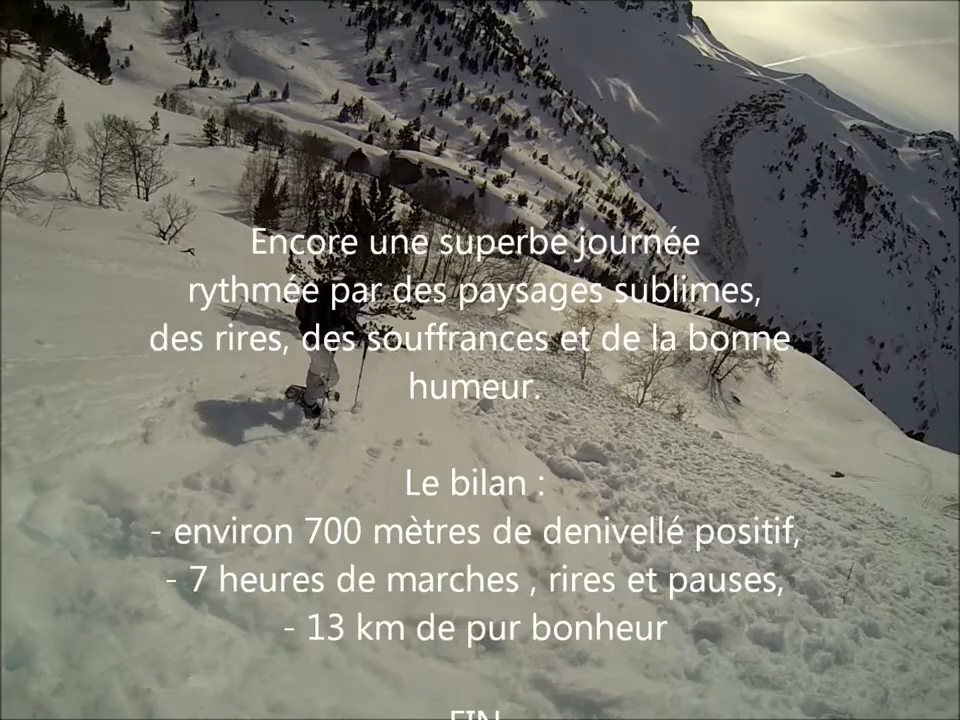 Encore une superbe journée
rythmée par des paysages sublimes,
des rires, des souffrances et de la bonne
humeur.
Le bilan :
- environ 700 mètres de denivellé positif,
- 7 heures de marches , rires et pauses,
- 13 km de pur bonheur
FIN